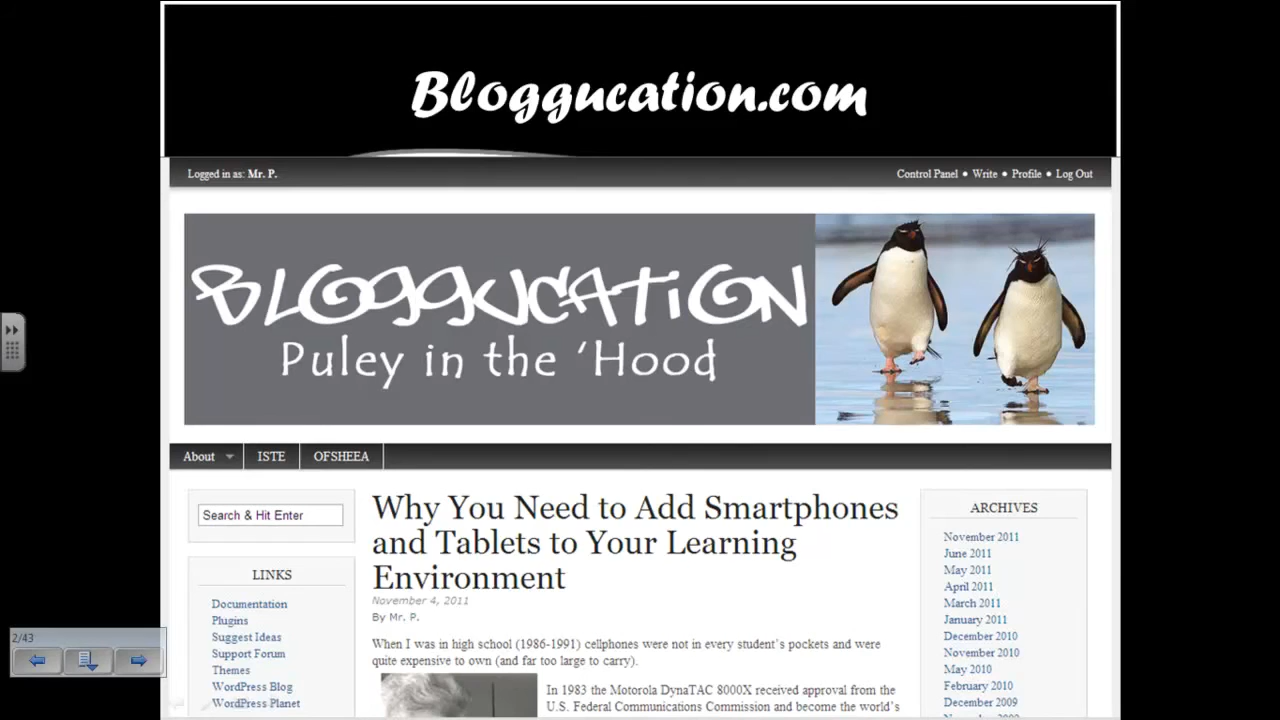 Bloggucation.com
Logged in as: Mr. P.
Control Panel • Write • Profile • Log Out
BLOGGUCATION
Puley in the ‘Hood
About
ISTE
OFSHEEA
Search & Hit Enter
LINKS
Documentation
Plugins
Suggest Ideas
Support Forum
Themes
WordPress Blog
WordPress Planet
Why You Need to Add Smartphones
and Tablets to Your Learning
Environment
November 4, 2011
By Mr. P.
When I was in high school (1986-1991) cellphones were not in every student’s pockets and were
quite expensive to own (and far too large to carry).
In 1983 the Motorola DynaTAC 8000X received approval from the
U.S. Federal Communications Commission and become the world’s
ARCHIVES
November 2011
June 2011
May 2011
April 2011
March 2011
January 2011
December 2010
November 2010
May 2010
February 2010
December 2009
2/43